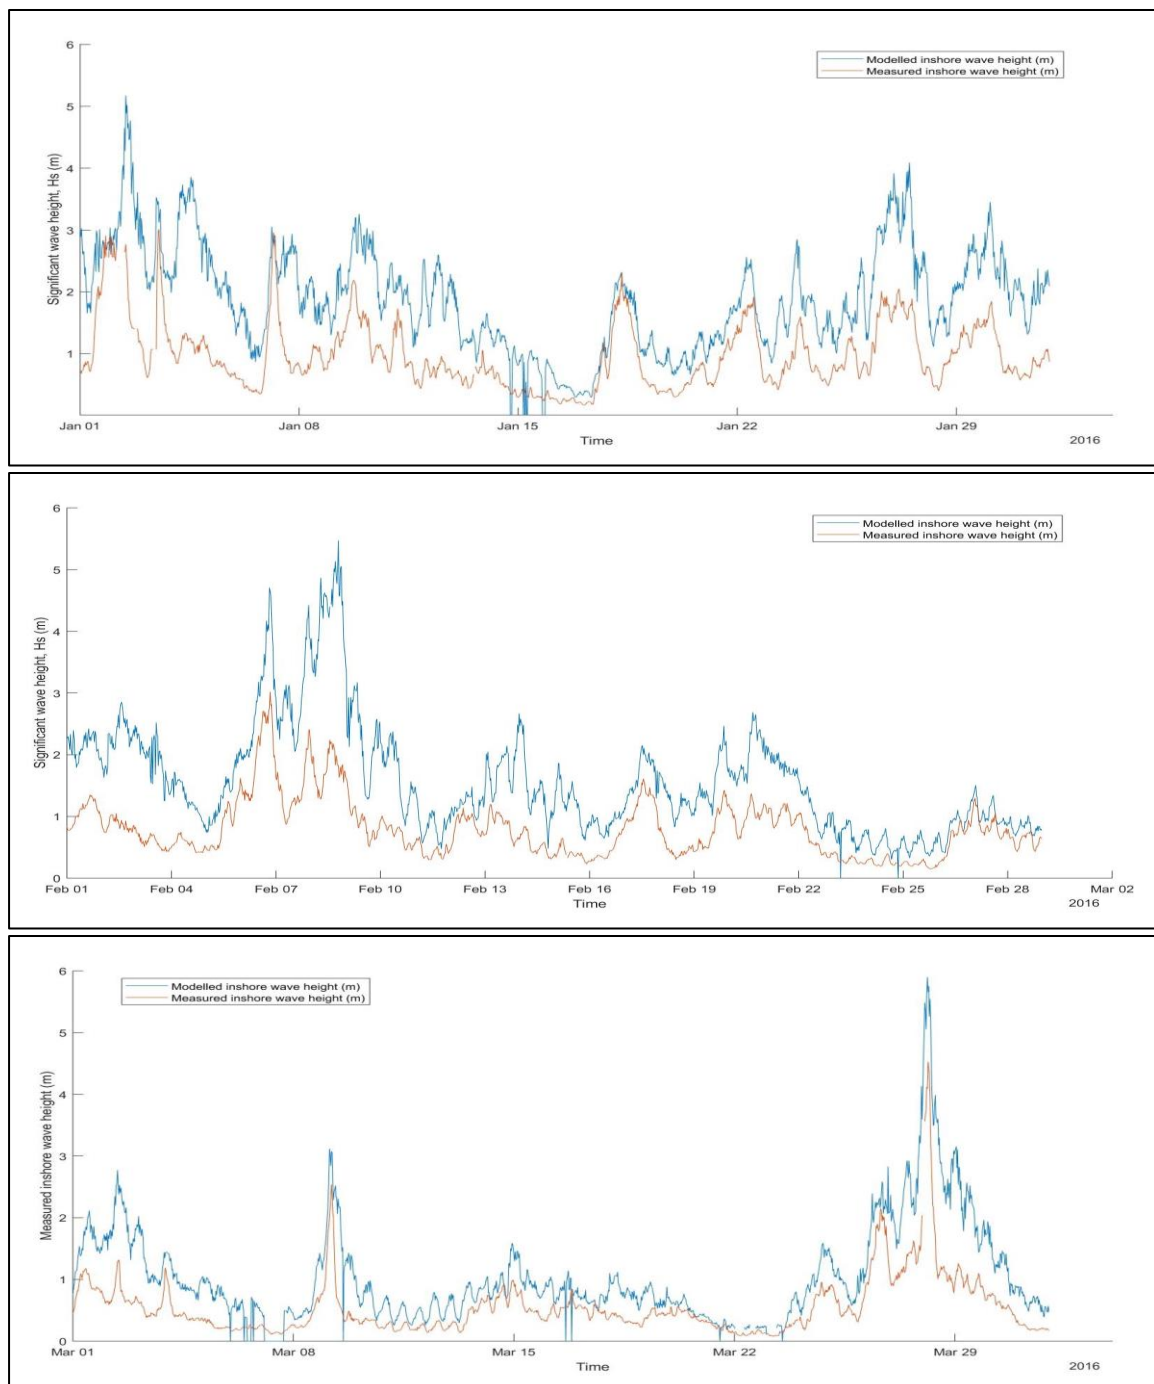 6
Modelled inshore wave height (m)
Measured inshore wave height (m)
5
4
Significant wave height, Hs (m)
3
2
1
Jan 01 Jan 08 Jan 15 Jan 22 Jan 29
Time 2016
6
Modelled inshore wave height (m)
Measured inshore wave height (m)
5
4
Significant wave height, Hs (m)
3
2
1
0
Feb 01 Feb 04 Feb 07 Feb 10 Feb 13 Feb 16 Feb 19 Feb 22 Feb 25 Feb 28 Mar 02
Time 2016
6
Modelled inshore wave height (m)
Measured inshore wave height (m)
5
4
Measured inshore wave height (m)
3
2
1
0
Mar 01 Mar 08 Mar 15 Mar 22 Mar 29
Time 2016